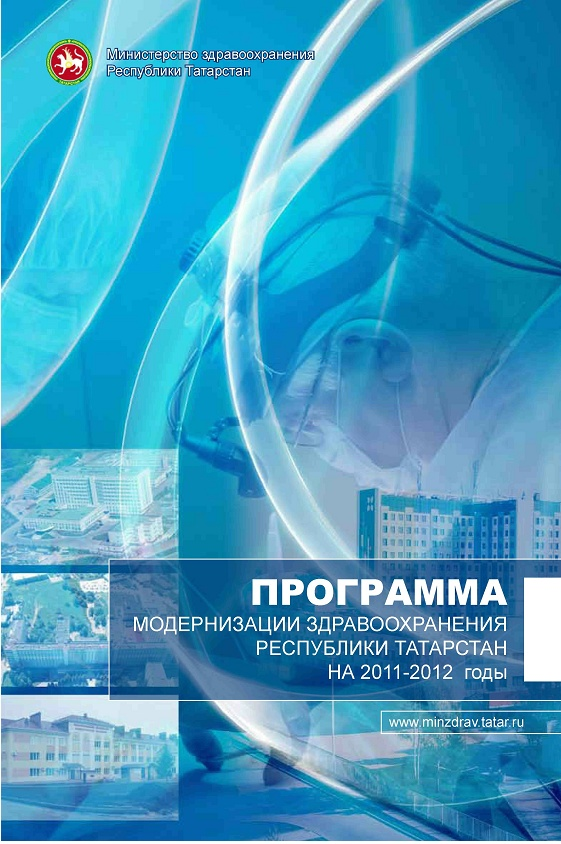 Министерство здравоохранения
Республики Татарстан
ПРОГРАММА
МОДЕРНИЗАЦИИ ЗДРАВООХРАНЕНИЯ
РЕСПУБЛИКИ ТАТАРСТАН
НА 2011-2012 годы
www.minzdrav.tatar.ru